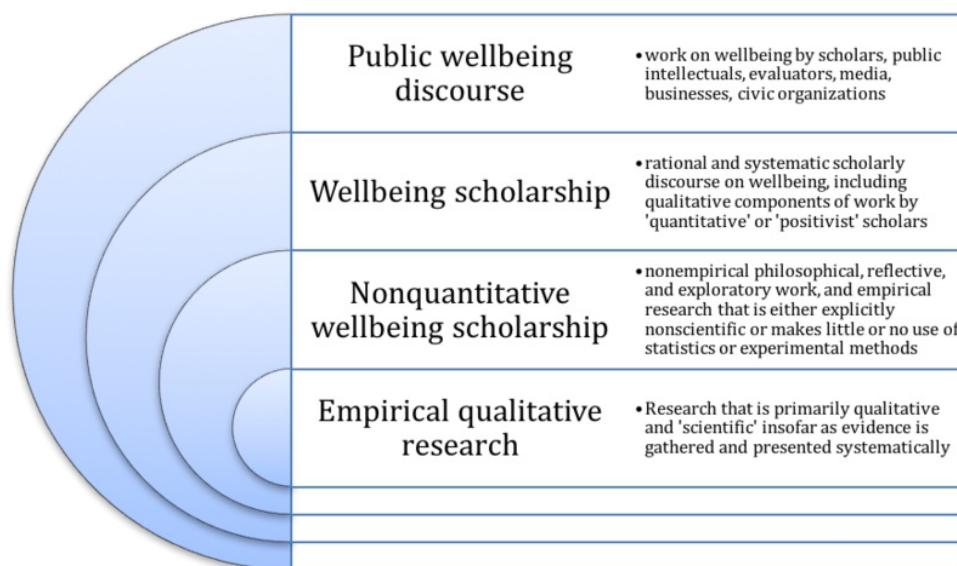 Public wellbeing
discourse
•work on wellbeing by scholars, public
intellectuals, evaluators, media,
businesses, civic organizations
Wellbeing scholarship
•rational and systematic scholarly
discourse on wellbeing, including
qualitative components of work by
'quantitative' or 'positivist' scholars
Nonquantitative
wellbeing scholarship
•nonempirical philosophical, reflective,
and exploratory work, and empirical
research that is either explicitly
nonscientific or makes little or no use of
statistics or experimental methods
Empirical qualitative
research
•Research that is primarily qualitative
and 'scientific' insofar as evidence is
gathered and presented systematically